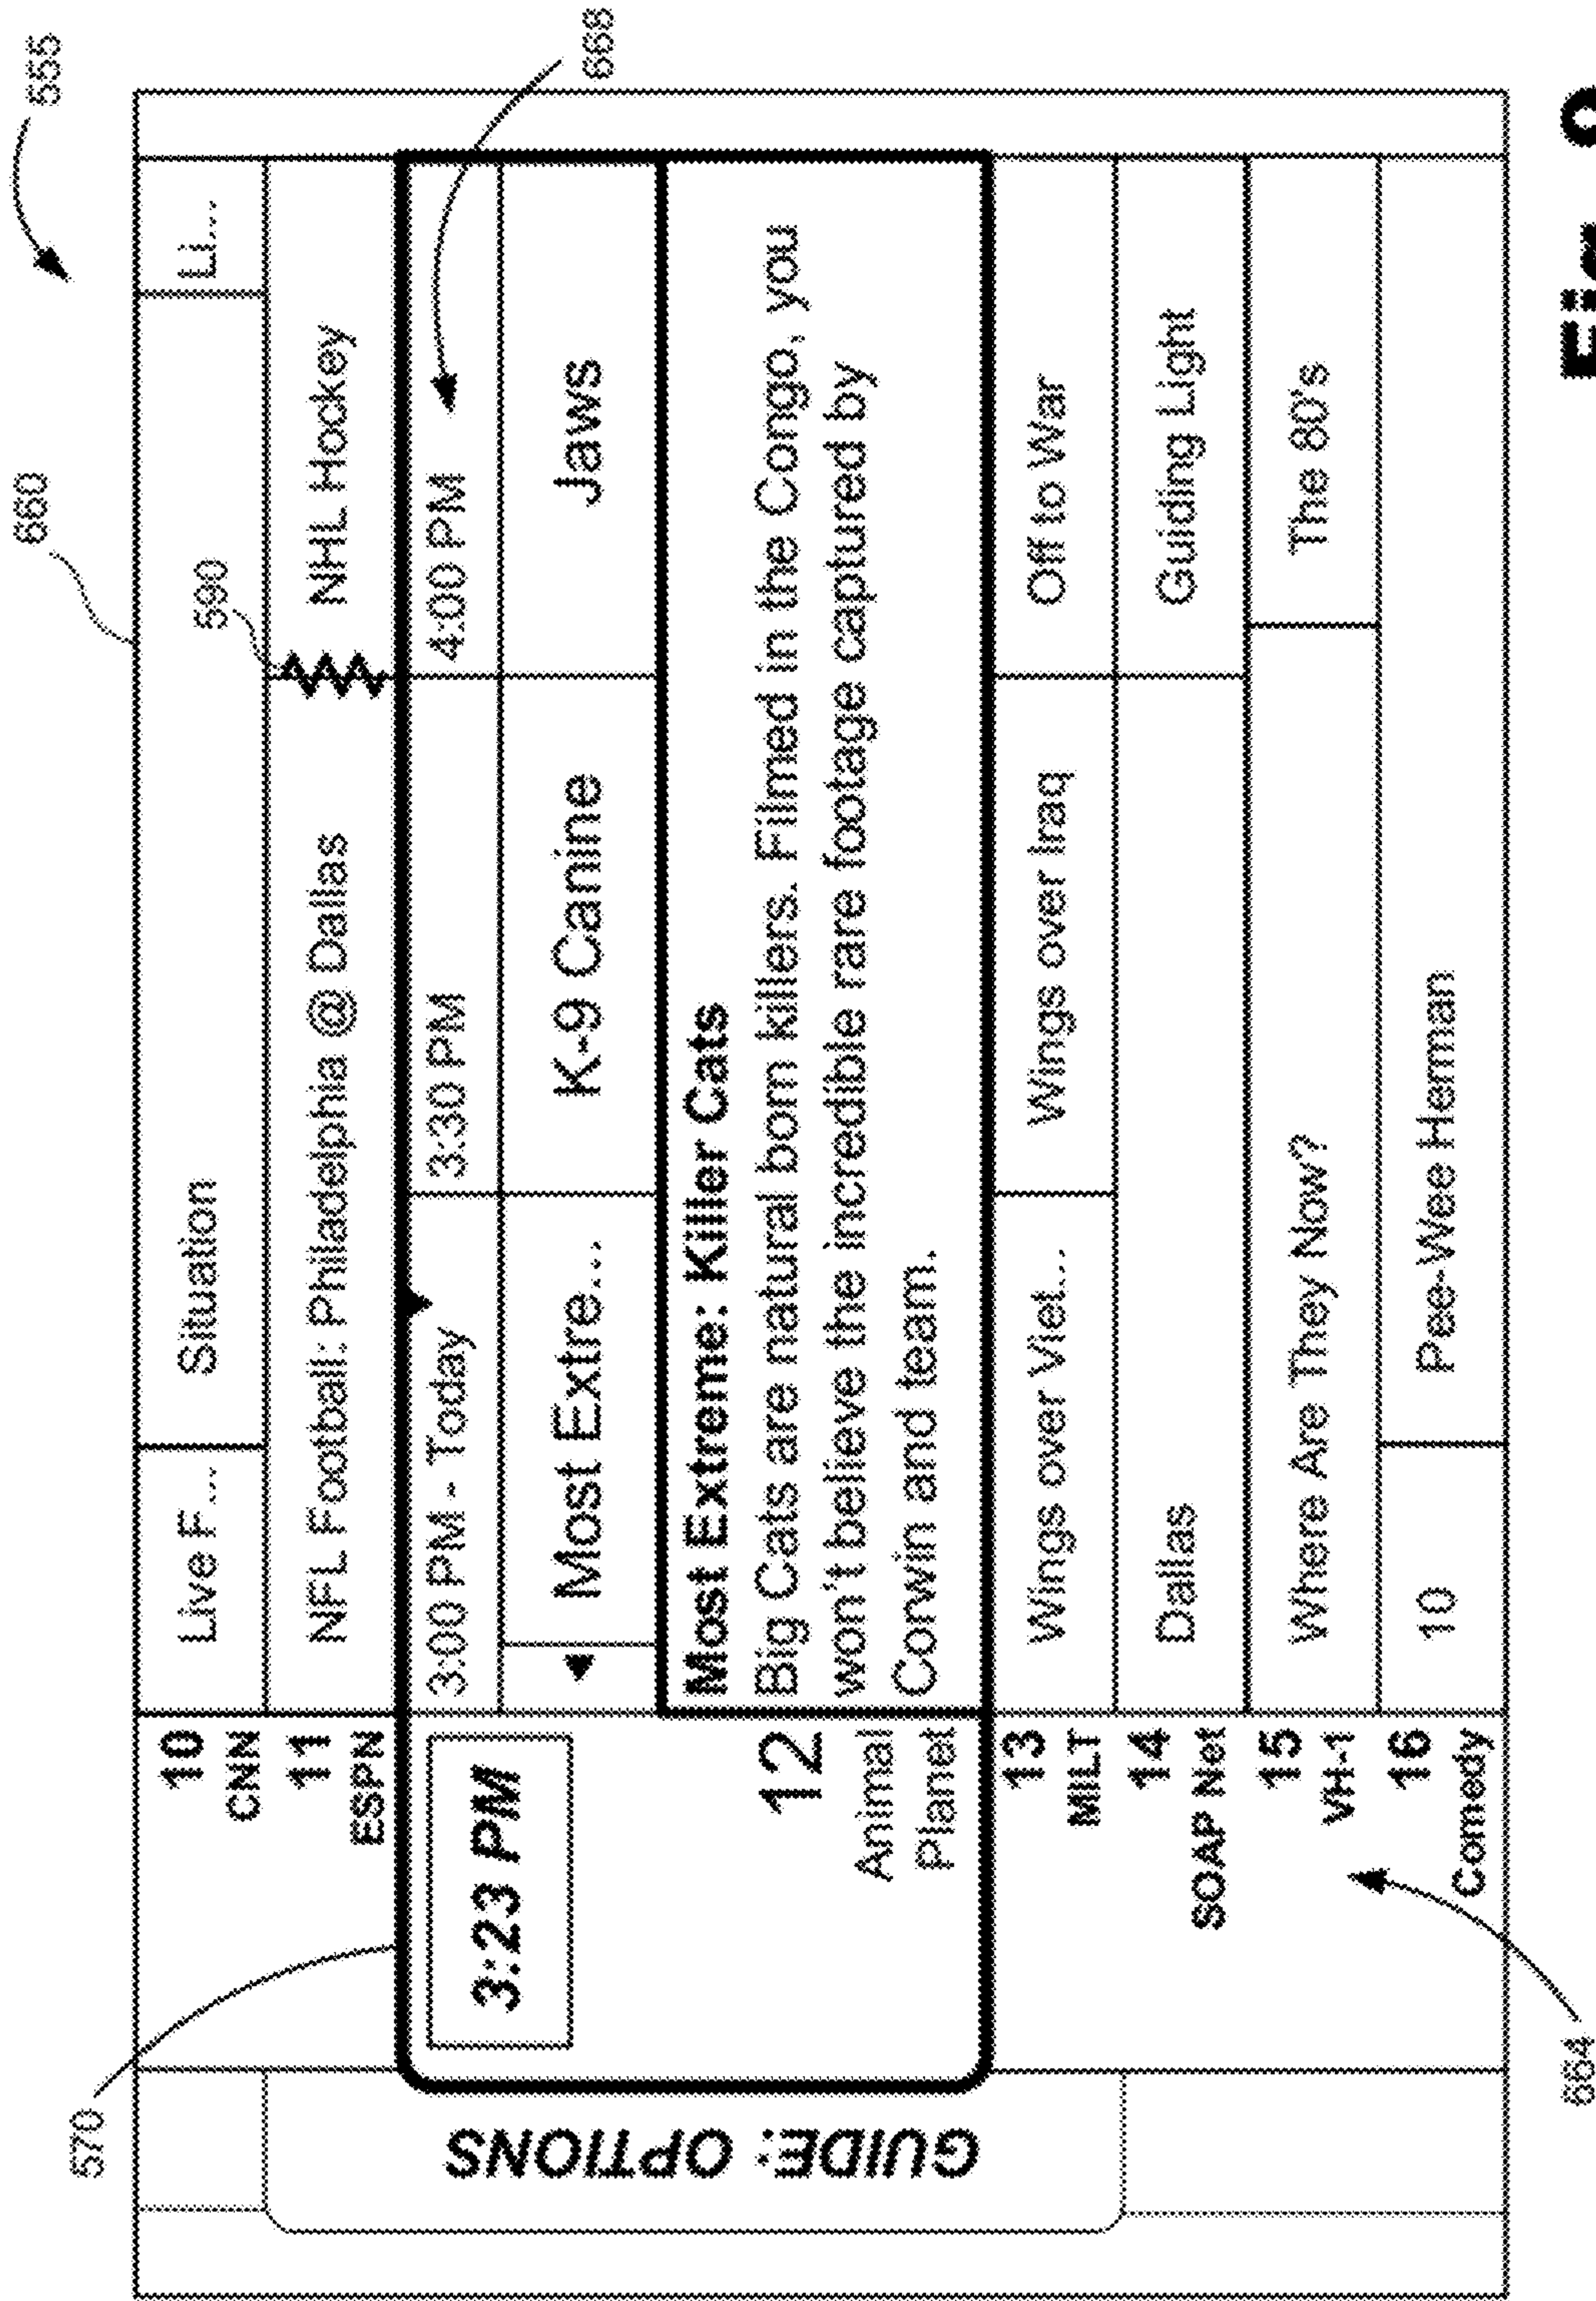 555
660
Live F... Situation Li...
10
CNN
590
NFL Football: Philadelphia @ Dallas NHL Hockey
11
ESPN
570
668
3:23 PM
3:00 PM - Today 3:30 PM 4:00 PM
Most Extre... K-9 Canine Jaws
12
Animal
Planet
Most Extreme: Killer Cats
Big Cats are natural born killers. Filmed in the Congo, you
won't believe the incredible rare footage captured by
Corwin and team.
GUIDE: OPTIONS
13
MILT
Wings over Viet... Wings over Iraq Off to War
14
SOAP Net
Dallas Guiding Light
15
VH-1
Where Are They Now? The 80's
16
Comedy
10 Pee-Wee Herman
664